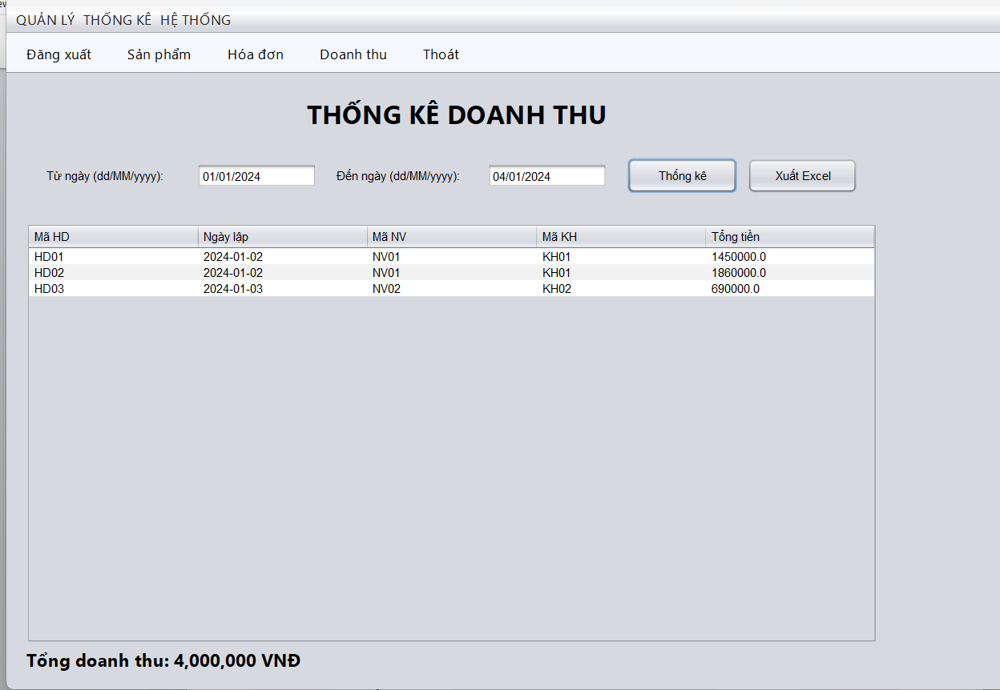 QUẢN LÝ THỐNG KÊ HỆ THỐNG
Đăng xuất Sản phẩm Hóa đơn Doanh thu Thoát
THỐNG KÊ DOANH THU
Từ ngày (dd/MM/yyyy): 01/01/2024 Đến ngày (dd/MM/yyyy): 04/01/2024 Thống kê Xuất Excel
Mã HD Ngày lập Mã NV Mã KH Tổng tiền
HD01 2024-01-02 NV01 KH01 1450000.0
HD02 2024-01-02 NV01 KH01 1860000.0
HD03 2024-01-03 NV02 KH02 690000.0
Tổng doanh thu: 4,000,000 VNĐ